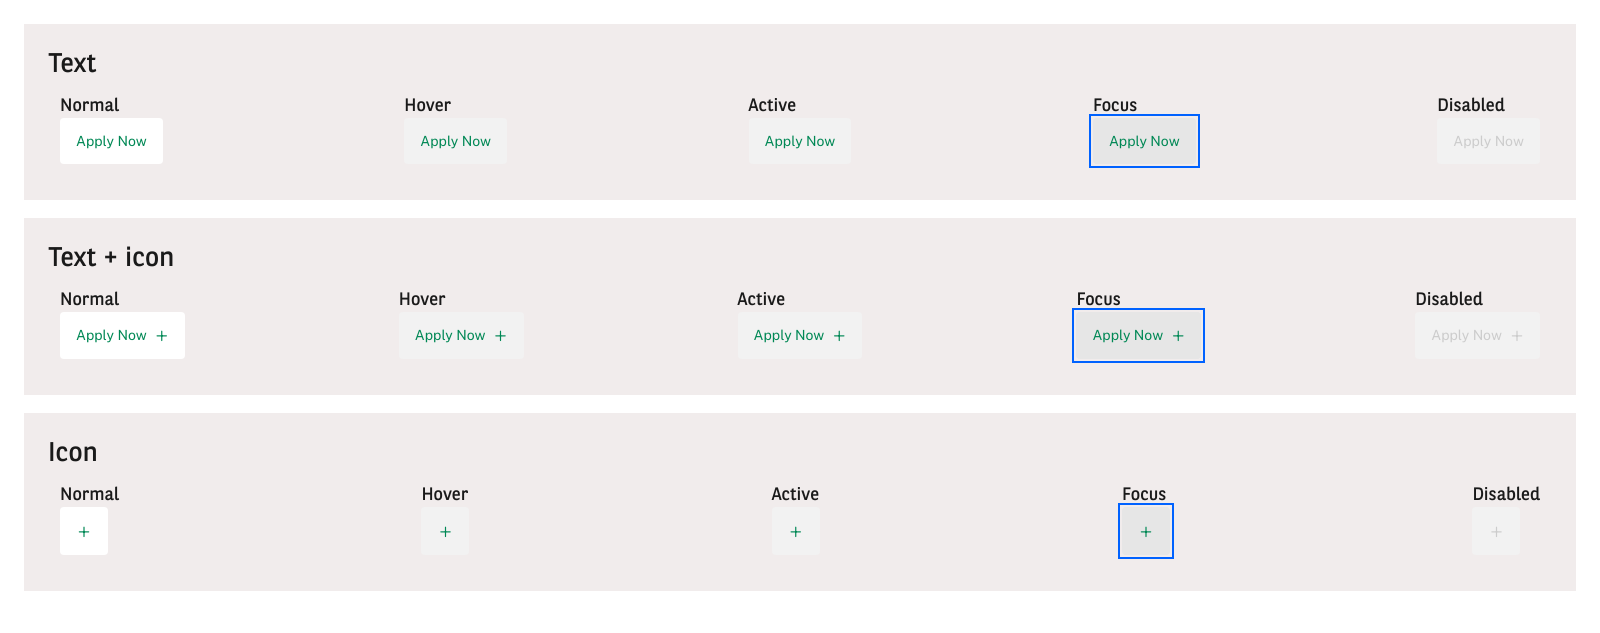 Text
Normal Hover Active Focus Disabled
Apply Now Apply Now Apply Now Apply Now Apply Now
Text + icon
Normal Hover Active Focus Disabled
Apply Now + Apply Now + Apply Now + Apply Now + Apply Now +
Icon
Normal Hover Active Focus Disabled
+ + + + +